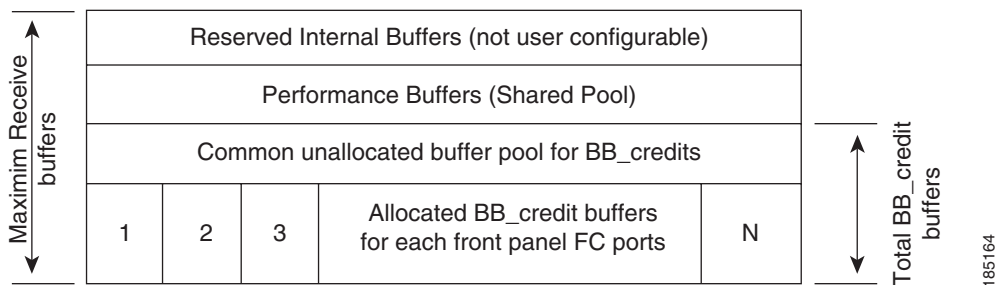 Maximim Receive
buffers
Reserved Internal Buffers (not user configurable)
Performance Buffers (Shared Pool)
Common unallocated buffer pool for BB_credits
1
2
3
Allocated BB_credit buffers
for each front panel FC ports
N
Total BB_credit
buffers
185164